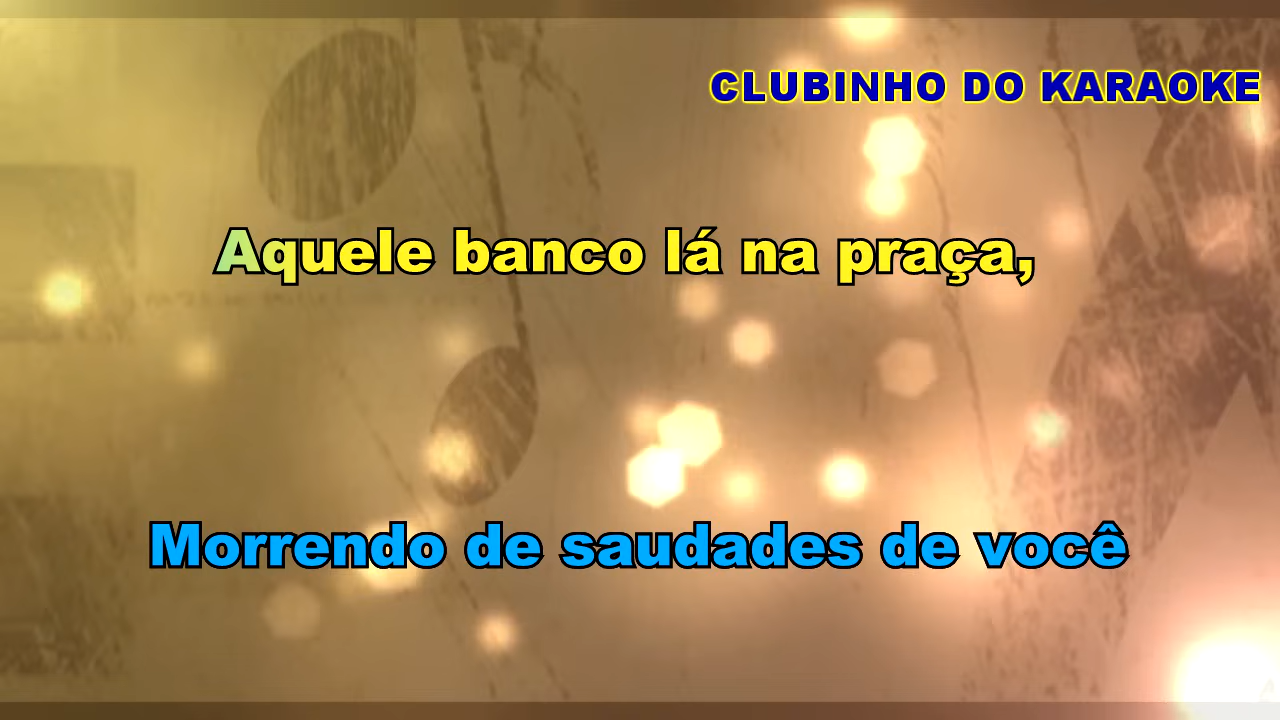 CLUBINHO DO KARAOKE
Aquele banco lá na praça,
Morrendo de saudades de você